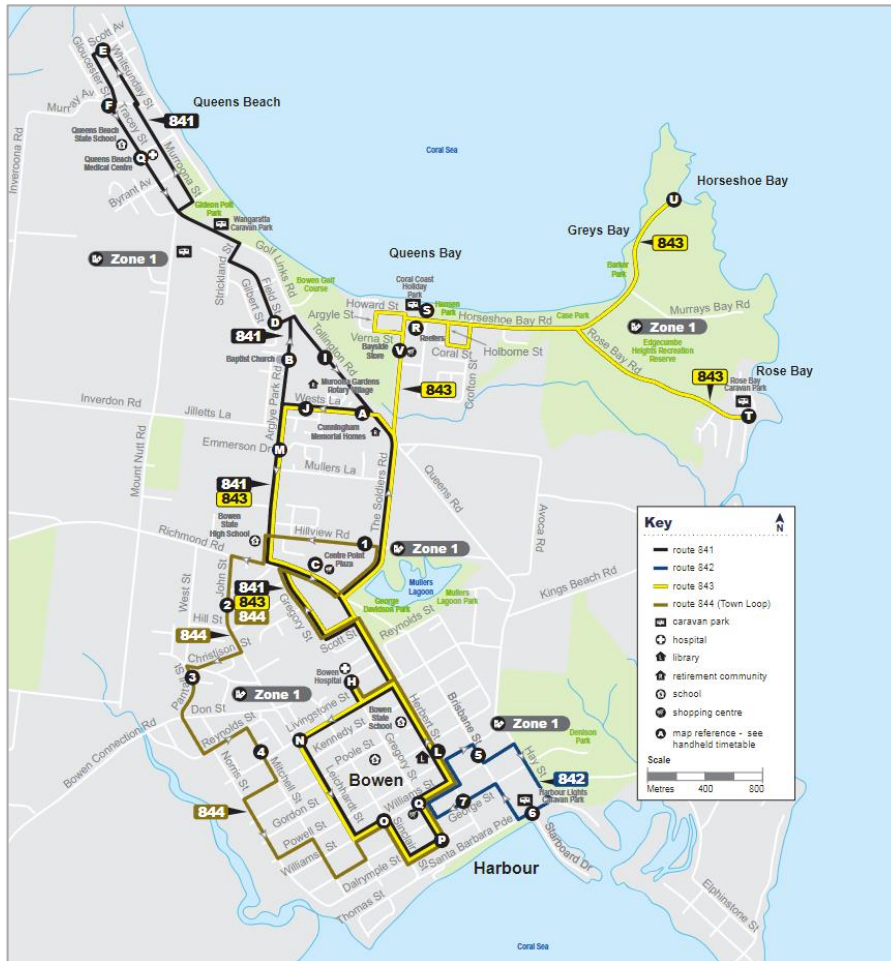 Scott Av
E
Gloucester St
Whitsunday St
Murray Av
F
Tracey St
841
Queens Beach
Queens Beach
State School
Q
Queens Beach
Medical Centre
Murroona St
Inveroona Rd
Byrant Av
Gideon Pott
Park
Wangaratta
Caravan Park
Zone 1
Strickland St
Golf Links Rd
Gilbert St
Field St
Bowen Golf
Course
D
Coral Sea
Horseshoe Bay
U
Greys Bay
843
Barker
Park
Queens Bay
Coral Coast
Holiday
Park
S
Howard St
Hansen Park
Argyle St
Horseshoe Bay Rd
Case Park
Murrays Bay Rd
Zone 1
Edgecumbe
Heights Recreation
Reserve
R
Reefers
Verna St
V
Bayside
Store
Coral St
Holborne St
Crofton St
Rose Bay Rd
Rose Bay
843
Rose Bay
Caravan Park
T
841
Tollington Rd
I
B
Baptist Church
Murroona Gardens
Rotary Village
843
Argyle Park Rd
Wests La
J
A
Inverdon Rd
Jilletts La
Cunningham
Memorial Homes
Emmerson Dr
M
Mullers La
Mount Nutt Rd
The Soldiers Rd
Queens Rd
Avoca Rd
841
843
Bowen
State
High School
Richmond Rd
Hillview Rd
1
Zone 1
C
Centre Point
Plaza
Mullers
Lagoon
George
Davidson Park
Mullers
Lagoon Park
Kings Beach Rd
West St
John St
841
843
844
2
Gregory St
Hill St
844
Christison St
Scott St
Reynolds St
3
Bowen
Hospital
H
Zone 1
Don St
Livingstone St
Bowen
State
School
Herbert St
Brisbane St
Zone 1
Denison
Park
Bowen Connection Rd
Reynolds St
N
Kennedy St
Poole St
Gregory St
L
5
Hay St
842
4
Norris St
Mitchell St
Bowen
Leichhardt St
Williams St
Q
7
George St
Harbour Lights
Caravan Park
6
844
Gordon St
Powell St
Williams St
O
Sinclair St
P
Santa Barbara Pde
Starboard Dr
Dalrymple St
Harbour
Thomas St
Elphinstone St
Coral Sea
Key
N
route 841
route 842
route 843
route 844 (Town Loop)
caravan park
hospital
library
retirement community
school
shopping centre
A
map reference - see
handheld timetable
Scale
Metres 400 800